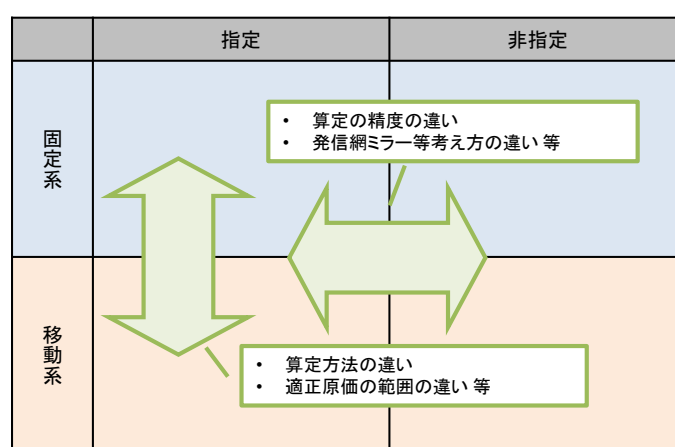 指定
非指定
固定系
・ 算定の精度の違い
・ 発信網ミラー等考え方の違い 等
移動系
・ 算定方法の違い
・ 適正原価の範囲の違い 等